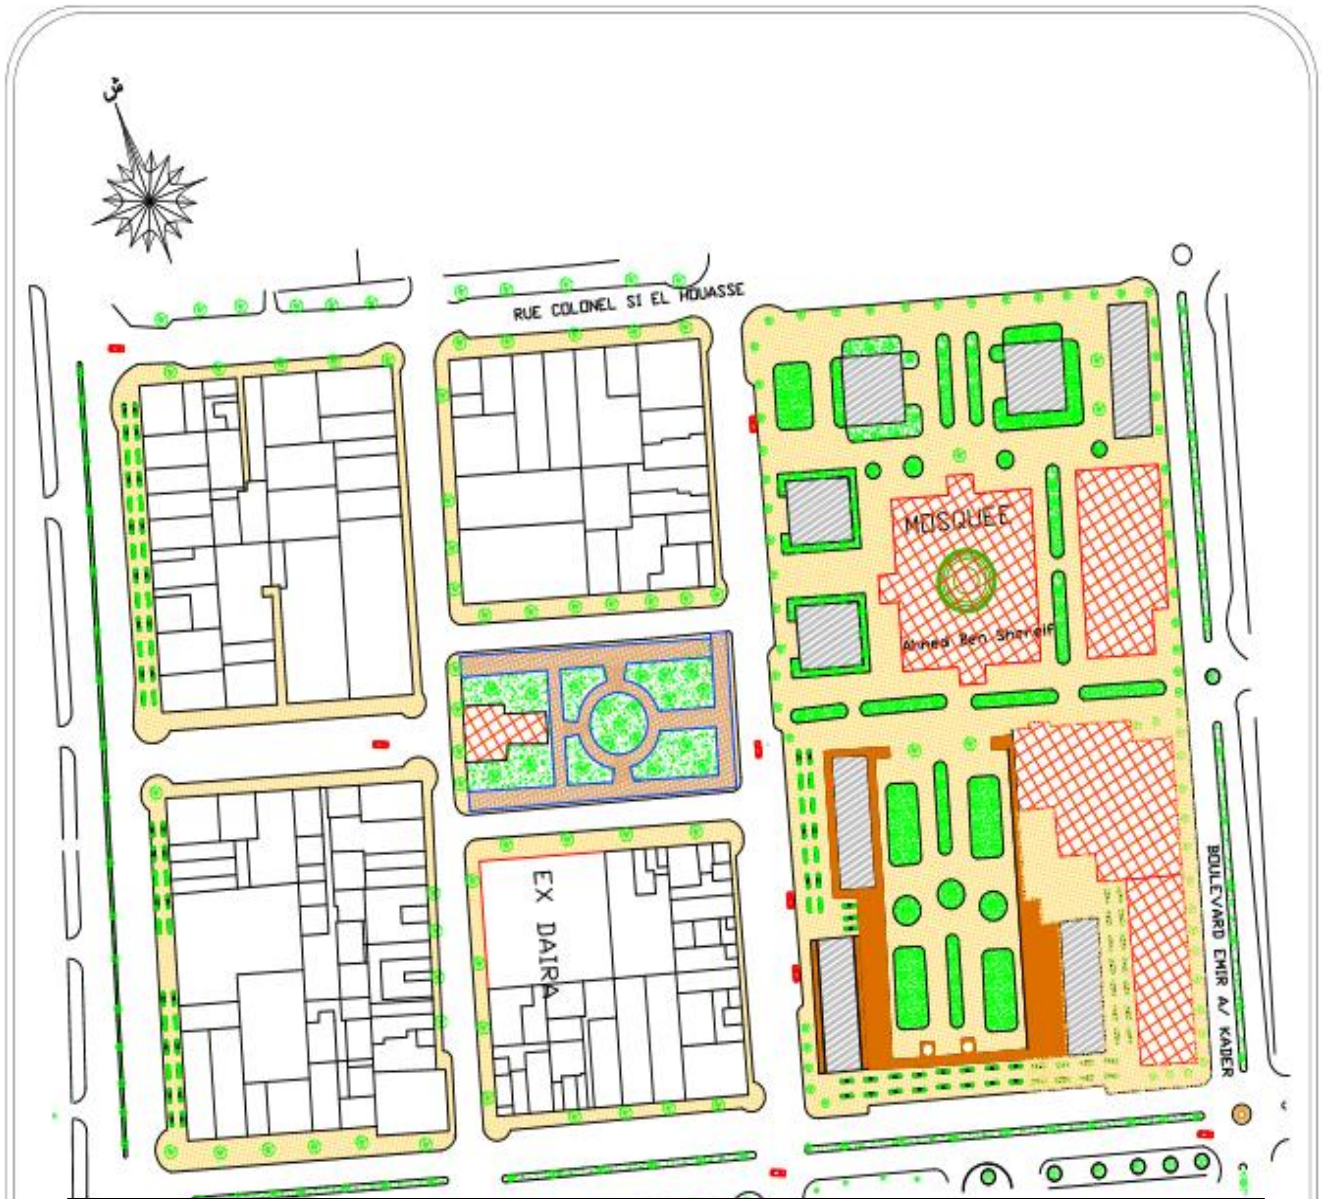 ش
RUE COLONEL SI EL HOUASSE
MOSQUEE
Ahmed Ben Shereif
EX DAIRA
BOULEVARD EMIR A/ KADER